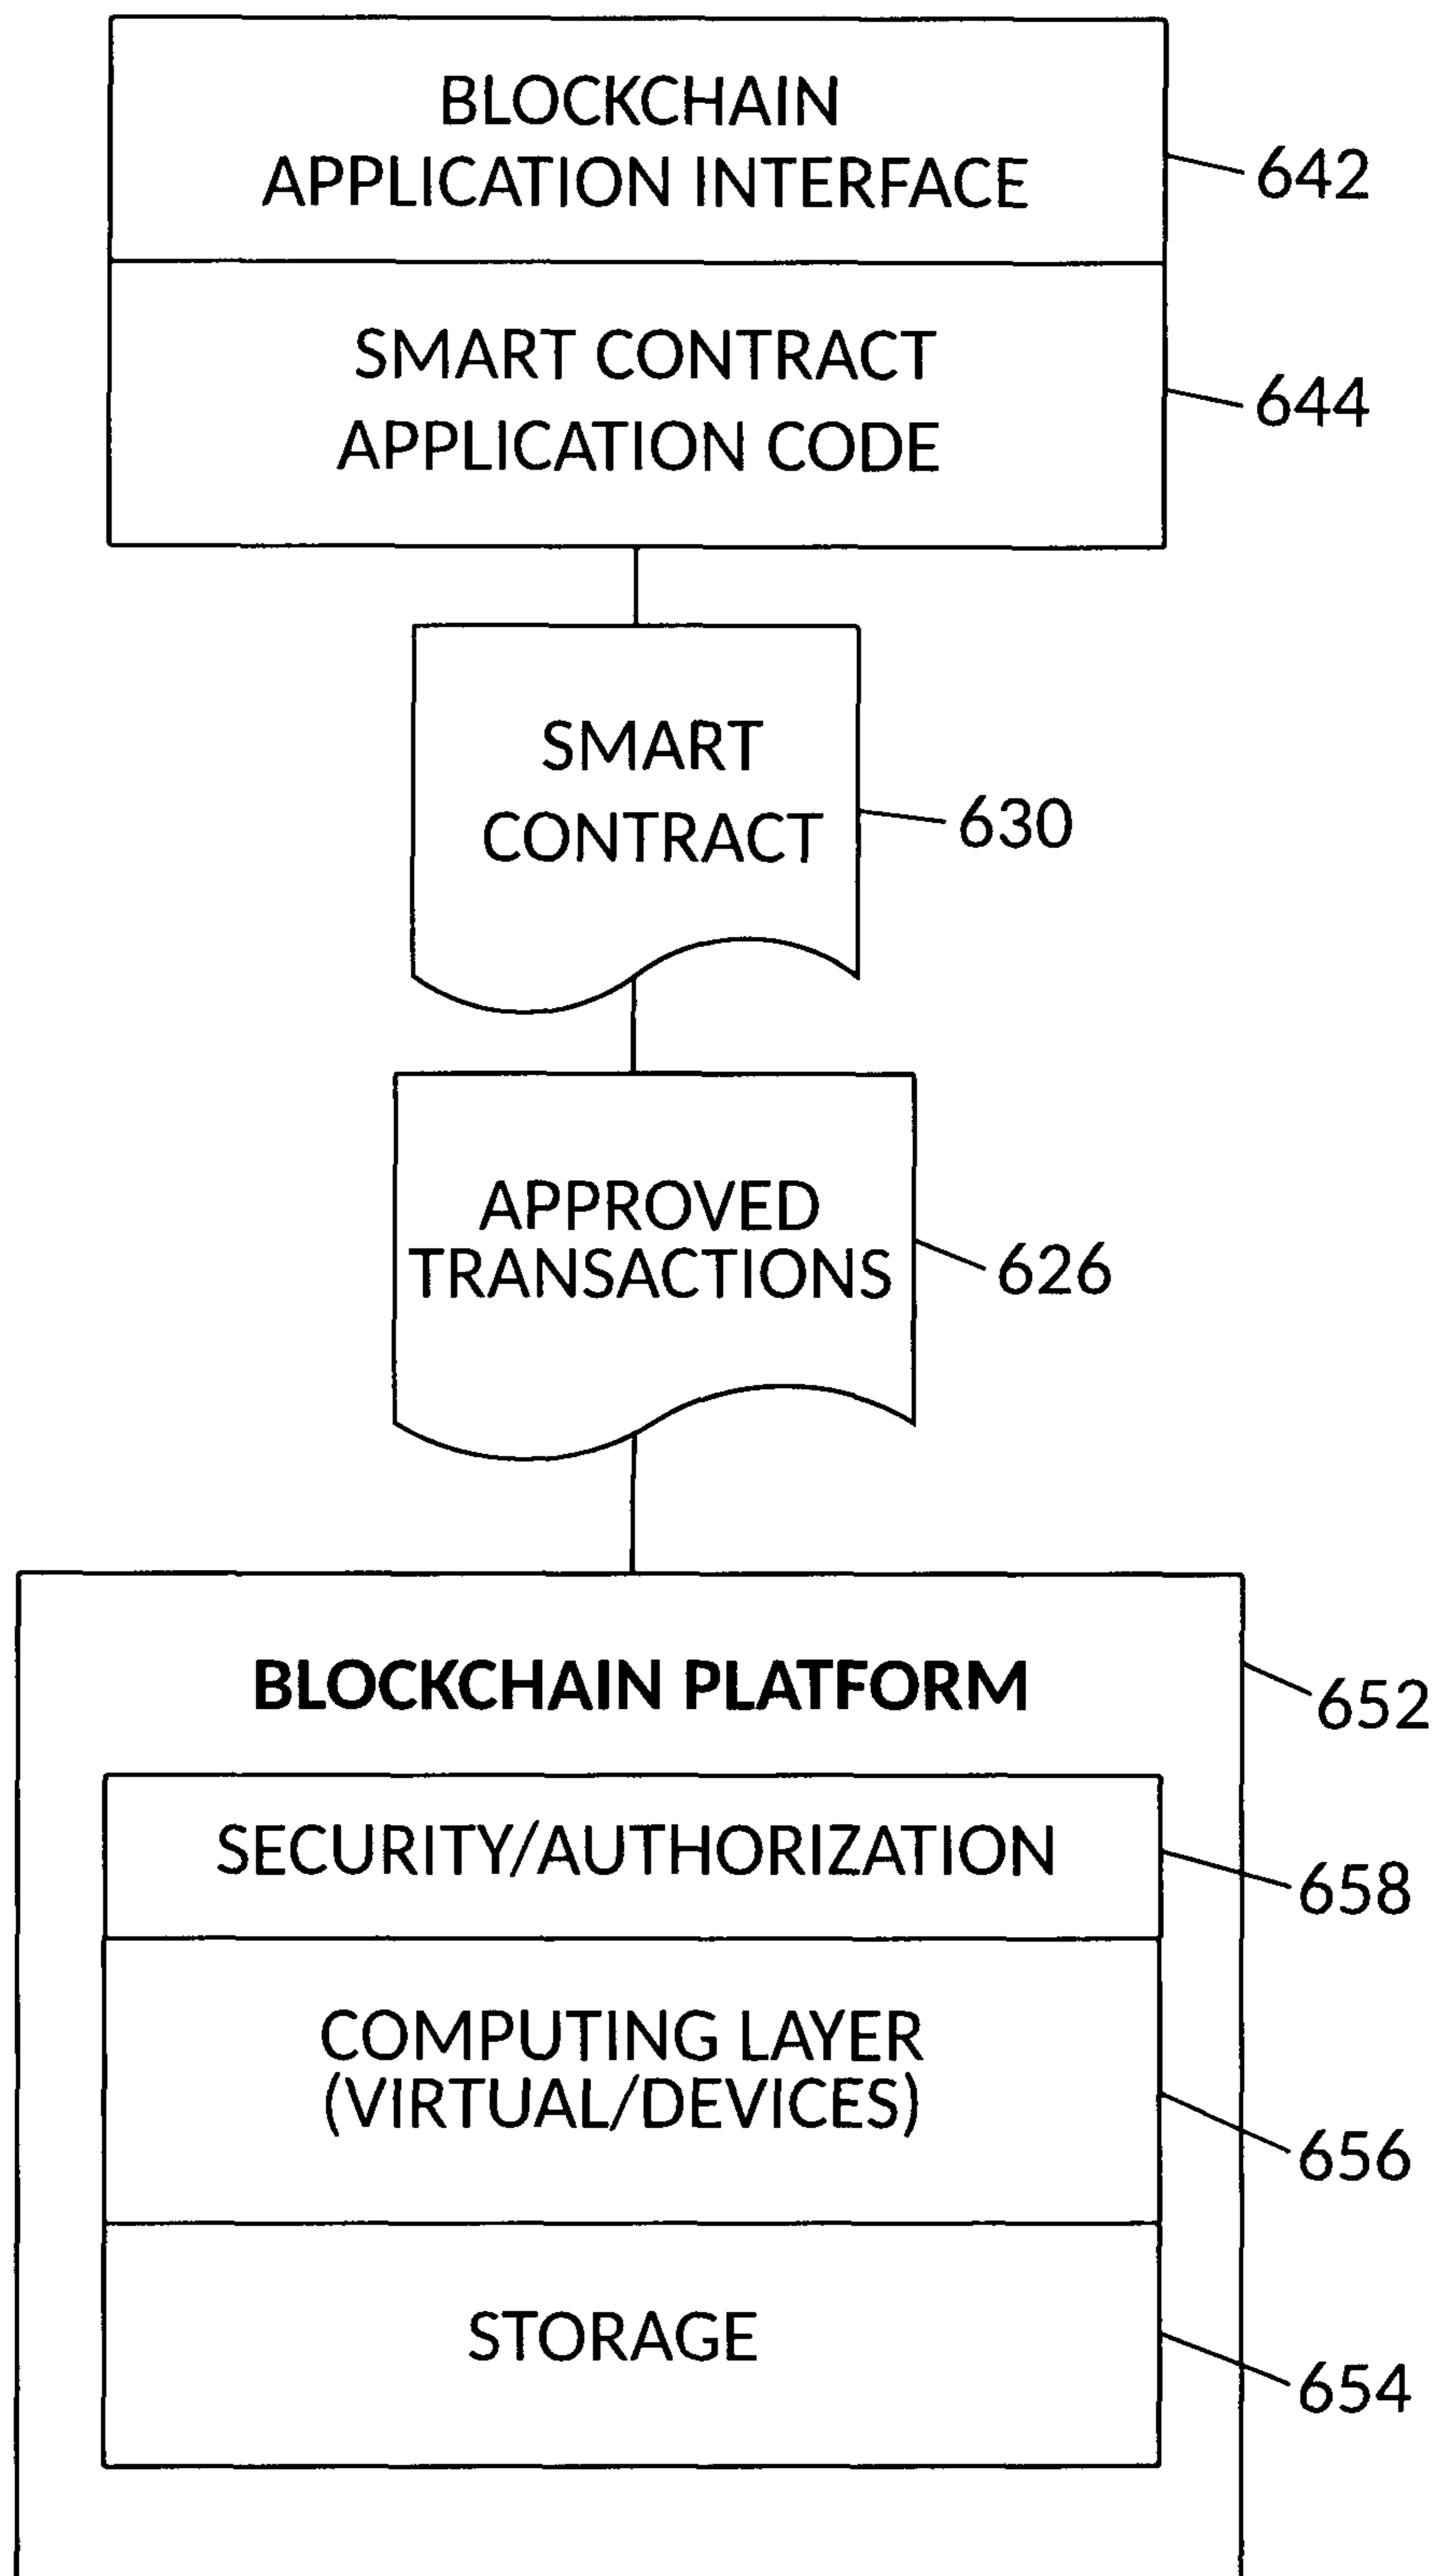 BLOCKCHAIN
APPLICATION INTERFACE
642
SMART CONTRACT
APPLICATION CODE
644
SMART
CONTRACT
630
APPROVED
TRANSACTIONS
626
BLOCKCHAIN PLATFORM
652
SECURITY/AUTHORIZATION
658
COMPUTING LAYER
(VIRTUAL/DEVICES)
656
STORAGE
654